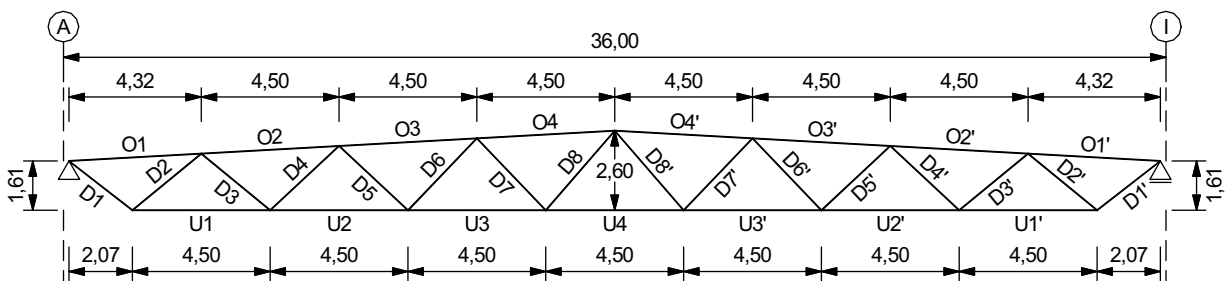 A I
36,00
4,32 4,50 4,50 4,50 4,50 4,50 4,50 4,32
O1 O2 O3 O4 O4' O3' O2' O1'
1,61 D1 D2 D3 D4 D5 D6 D7 D8 2,60 D8' D7' D6' D5' D4' D3' D2' D1' 1,61
U1 U2 U3 U4 U3' U2' U1'
2,07 4,50 4,50 4,50 4,50 4,50 4,50 4,50 2,07